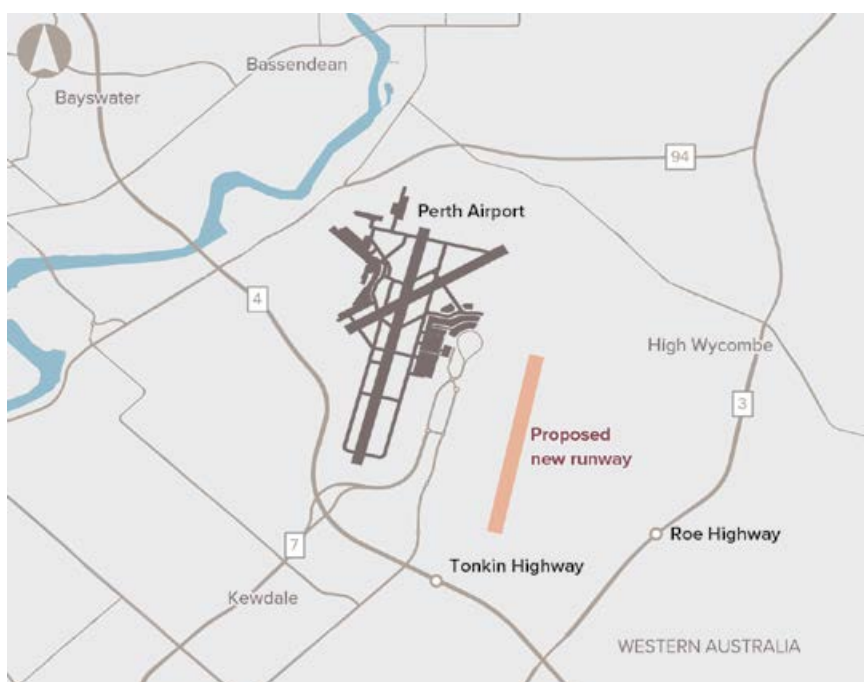 Bassendean
Bayswater
94
Perth Airport
4
High Wycombe
3
Proposed
new runway
Roe Highway
7
Tonkin Highway
Kewdale
WESTERN AUSTRALIA